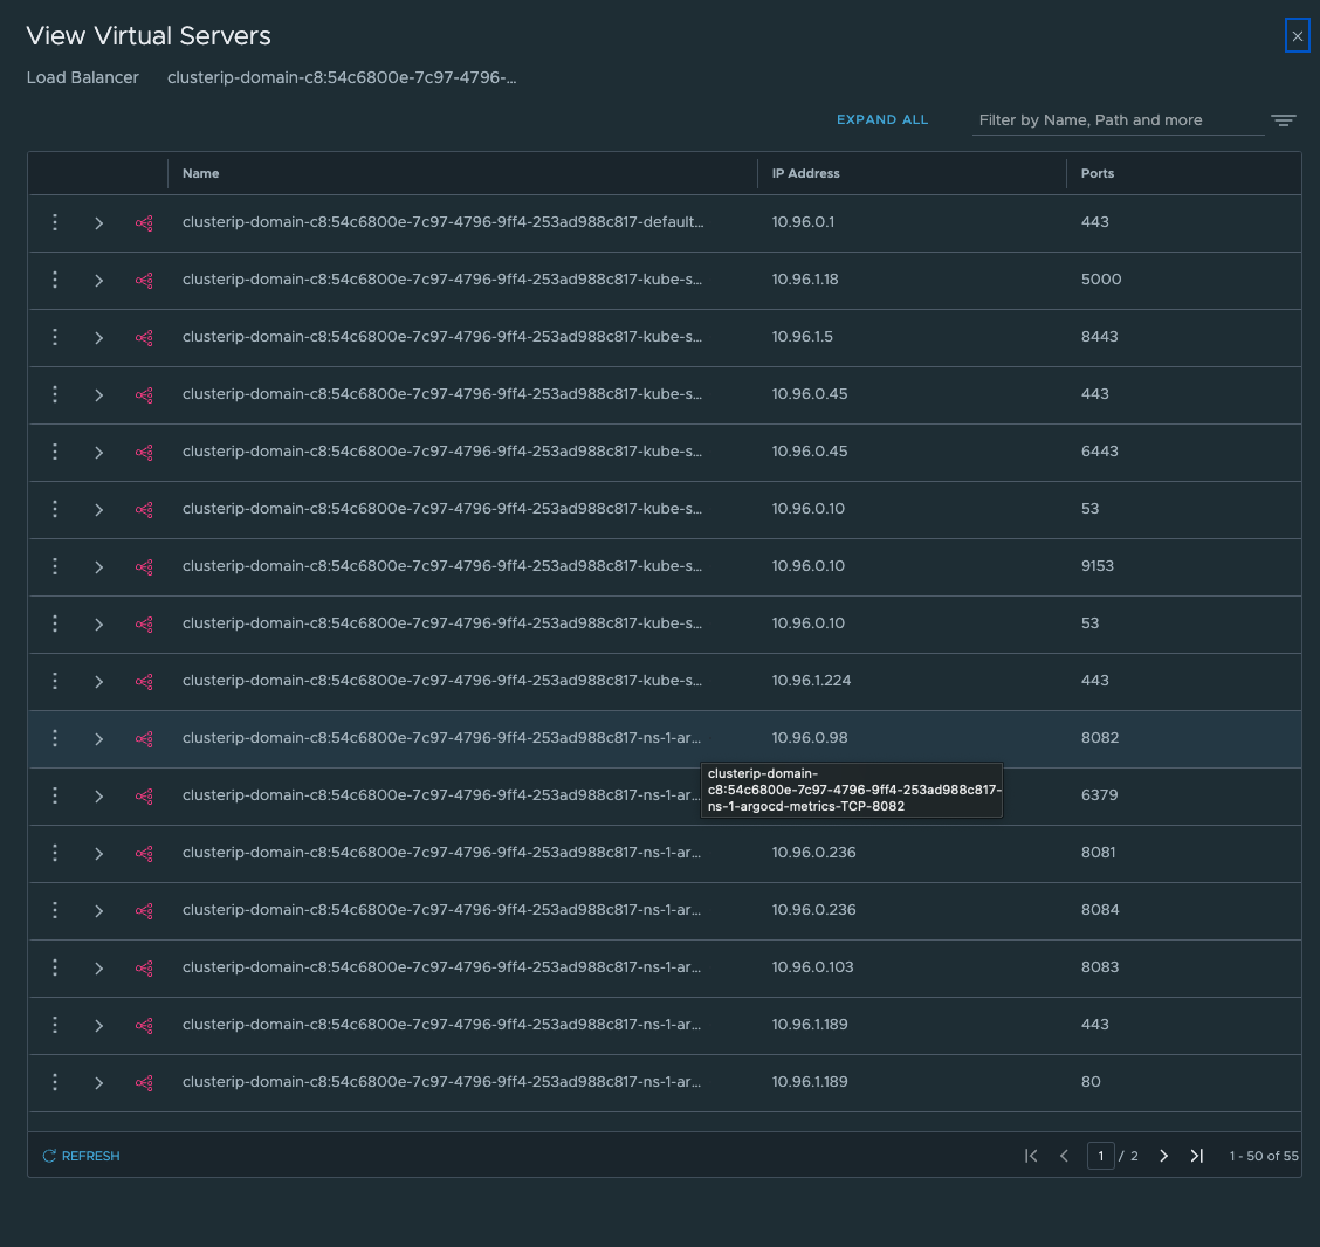 View Virtual Servers
Load Balancer clusterip-domain-c8:54c6800e-7c97-4796-...
EXPAND ALL Filter by Name, Path and more
Name IP Address Ports
clusterip-domain-c8:54c6800e-7c97-4796-9ff4-253ad988c817-default... 10.96.0.1 443
clusterip-domain-c8:54c6800e-7c97-4796-9ff4-253ad988c817-kube-s... 10.96.1.18 5000
clusterip-domain-c8:54c6800e-7c97-4796-9ff4-253ad988c817-kube-s... 10.96.1.5 8443
clusterip-domain-c8:54c6800e-7c97-4796-9ff4-253ad988c817-kube-s... 10.96.0.45 443
clusterip-domain-c8:54c6800e-7c97-4796-9ff4-253ad988c817-kube-s... 10.96.0.45 6443
clusterip-domain-c8:54c6800e-7c97-4796-9ff4-253ad988c817-kube-s... 10.96.0.10 53
clusterip-domain-c8:54c6800e-7c97-4796-9ff4-253ad988c817-kube-s... 10.96.0.10 9153
clusterip-domain-c8:54c6800e-7c97-4796-9ff4-253ad988c817-kube-s... 10.96.0.10 53
clusterip-domain-c8:54c6800e-7c97-4796-9ff4-253ad988c817-kube-s... 10.96.1.224 443
clusterip-domain-c8:54c6800e-7c97-4796-9ff4-253ad988c817-ns-1-ar... 10.96.0.98 8082
clusterip-domain-
c8:54c6800e-7c97-4796-9ff4-253ad988c817-
ns-1-argocd-metrics-TCP-8082
clusterip-domain-c8:54c6800e-7c97-4796-9ff4-253ad988c817-ns-1-ar... 6379
clusterip-domain-c8:54c6800e-7c97-4796-9ff4-253ad988c817-ns-1-ar... 10.96.0.236 8081
clusterip-domain-c8:54c6800e-7c97-4796-9ff4-253ad988c817-ns-1-ar... 10.96.0.236 8084
clusterip-domain-c8:54c6800e-7c97-4796-9ff4-253ad988c817-ns-1-ar... 10.96.0.103 8083
clusterip-domain-c8:54c6800e-7c97-4796-9ff4-253ad988c817-ns-1-ar... 10.96.1.189 443
clusterip-domain-c8:54c6800e-7c97-4796-9ff4-253ad988c817-ns-1-ar... 10.96.1.189 80
REFRESH 1 / 2 1 - 50 of 55